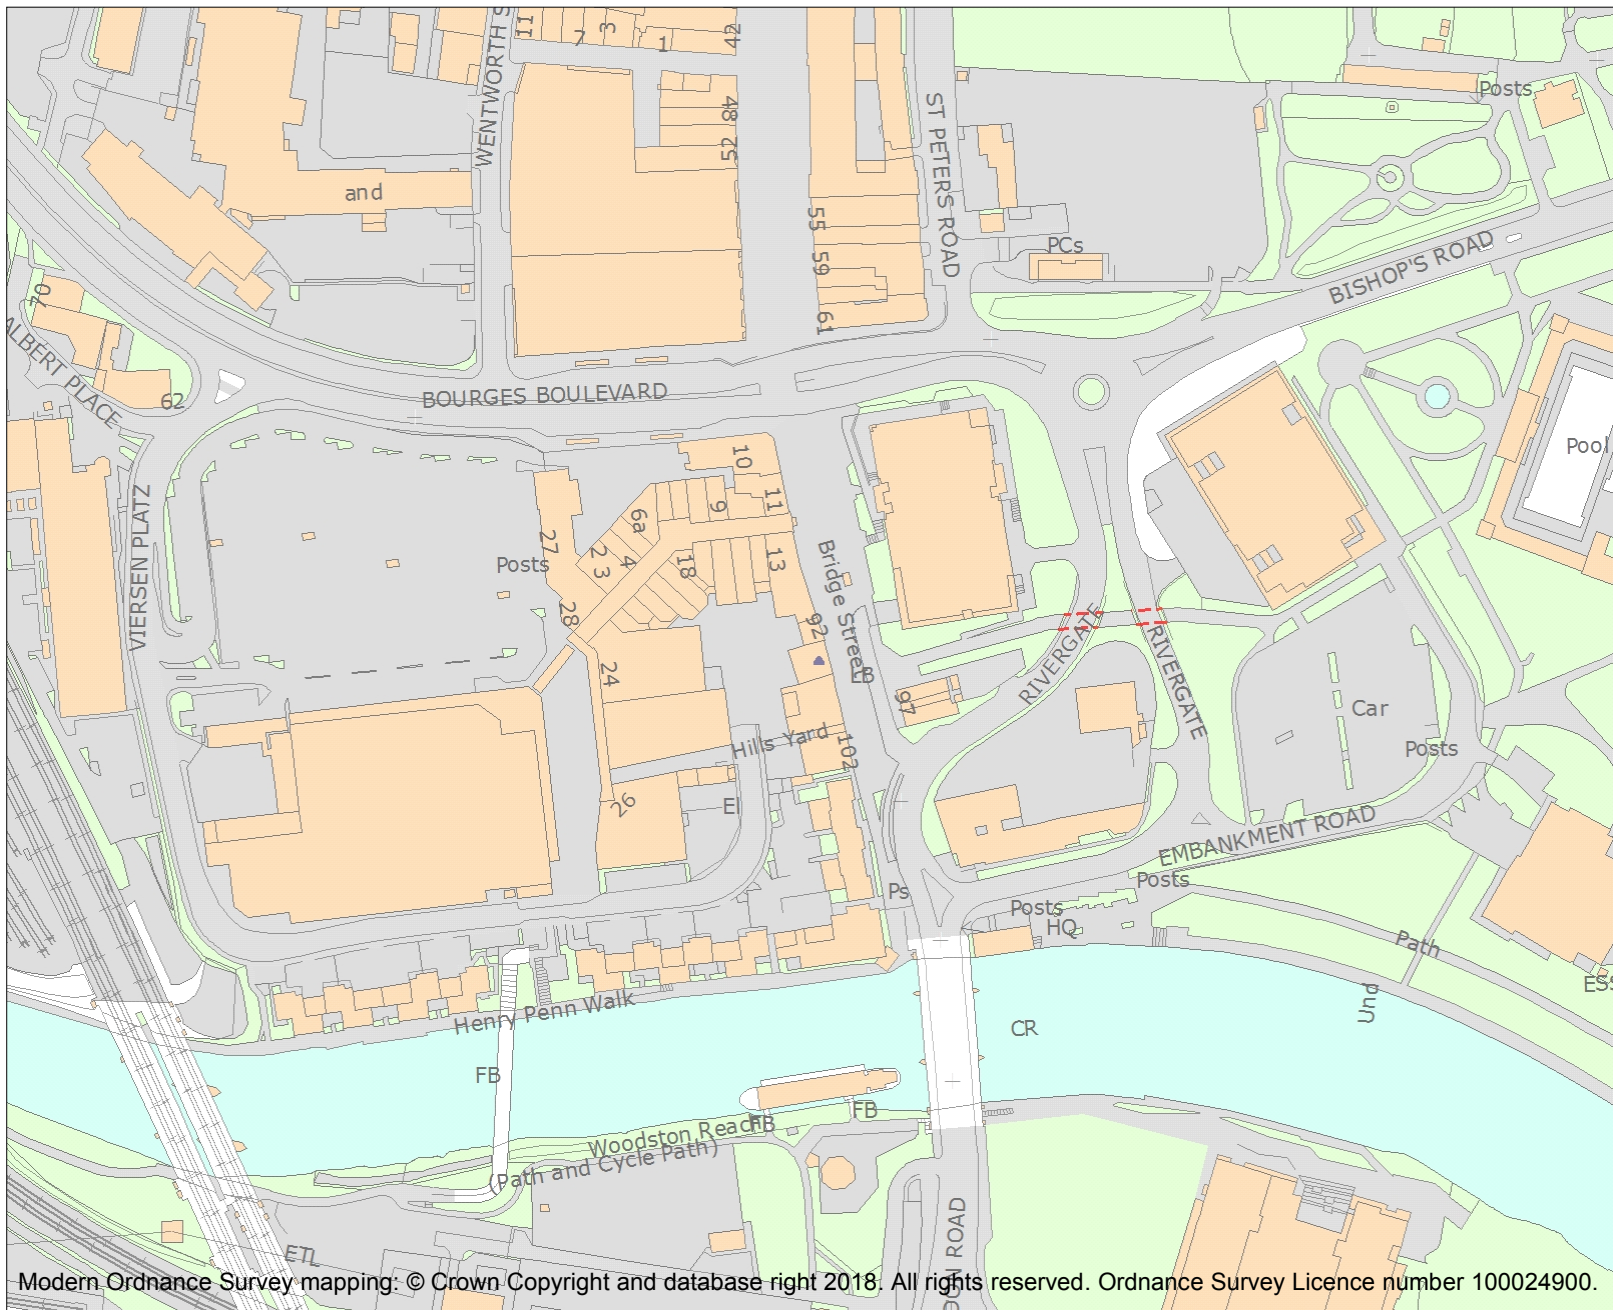 WENTWORTH S
11
7
3
1
42
48
52
and
ST PETERS ROAD
Posts
55
59
61
PCs
BISHOP'S ROAD
70
ALBERT PLACE
62
BOURGES BOULEVARD
Pool
10
11
9
6a
VIERSEN PLATZ
27
Posts
2 3
4
18
13
Bridge Street
28
92
24
LB
97
RIVERGATE
RIVERGATE
Car
Posts
Hills Yard
102
26
El
EMBANKMENT ROAD
Ps
Posts
Posts
HQ
Path
ESS
Und
Henry Penn Walk
CR
FB
FB
FB
Woodston Reach
(Path and Cycle Path)
ETL
DON ROAD
Modern Ordnance Survey mapping: © Crown Copyright and database right 2018. All rights reserved. Ordnance Survey Licence number 100024900.